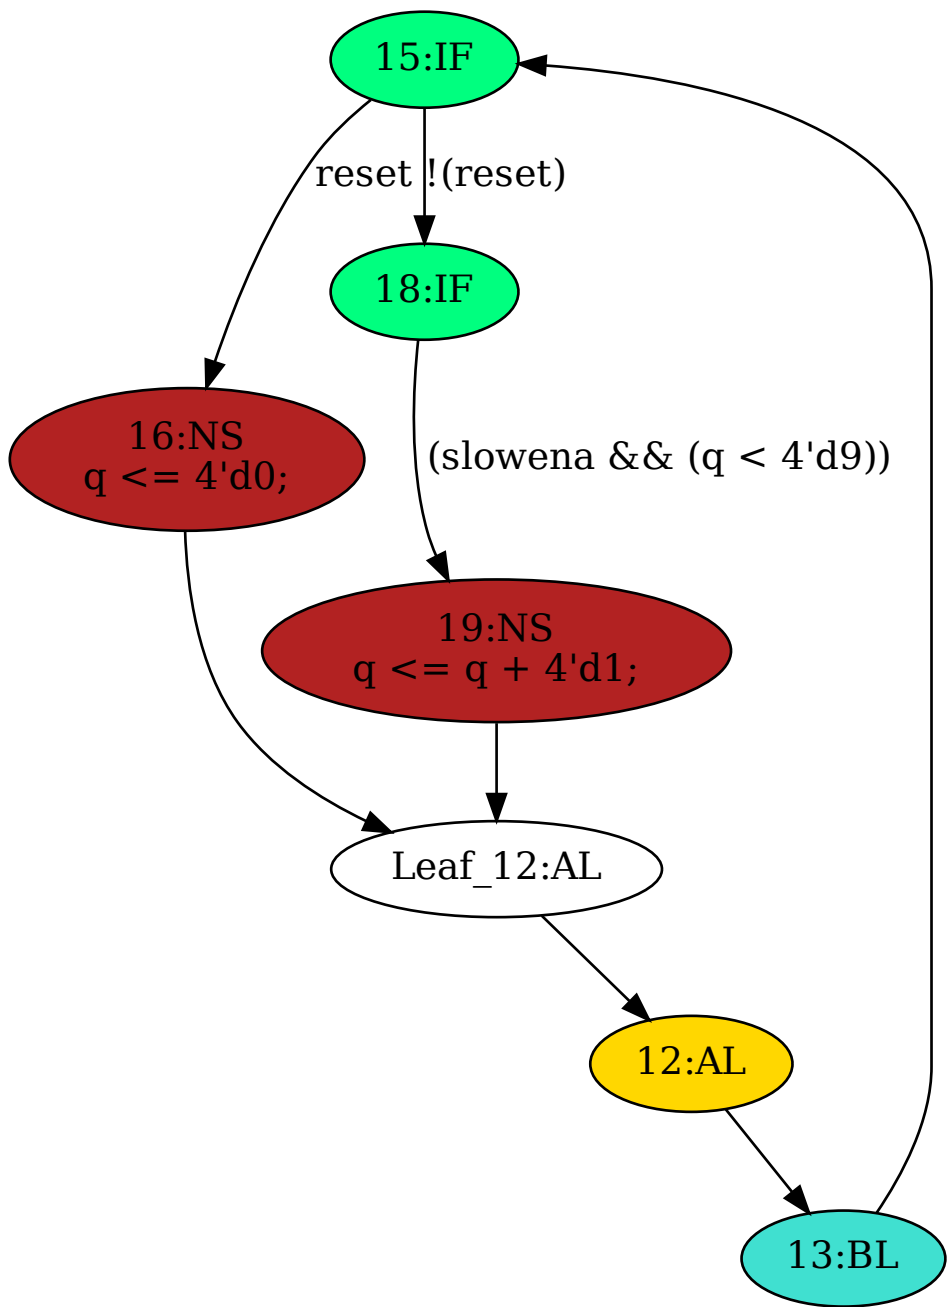 15:IF
reset
!(reset)
18:IF
16:NS
q <= 4'd0;
(slowena && (q < 4'd9))
19:NS
q <= q + 4'd1;
Leaf_12:AL
12:AL
13:BL